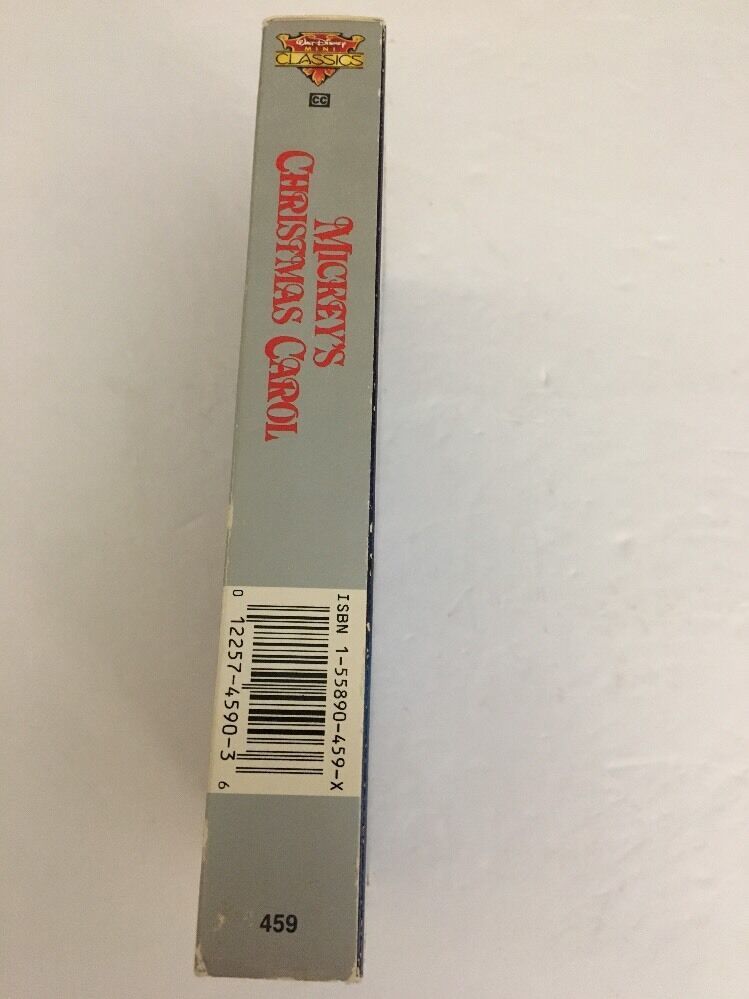 Walt Disney
MINI
CLASSICS
CC
MICKEY'S
CHRISTMAS CAROL
ISBN 1-55890-459-X
0 12257-4590-3 6
459